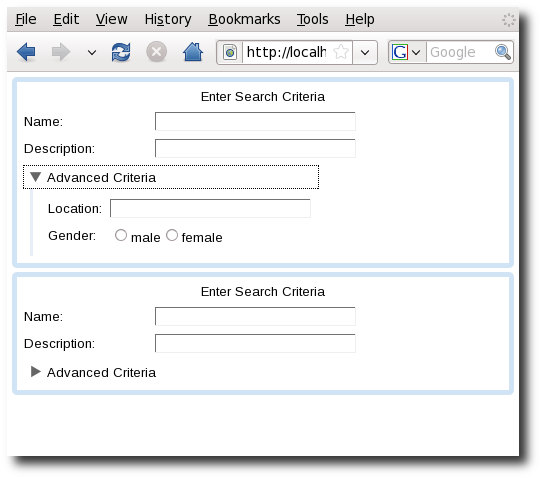 File Edit View History Bookmarks Tools Help
http://localh G Google
Enter Search Criteria
Name:
Description:
Advanced Criteria
Location:
Gender: male female
Enter Search Criteria
Name:
Description:
Advanced Criteria